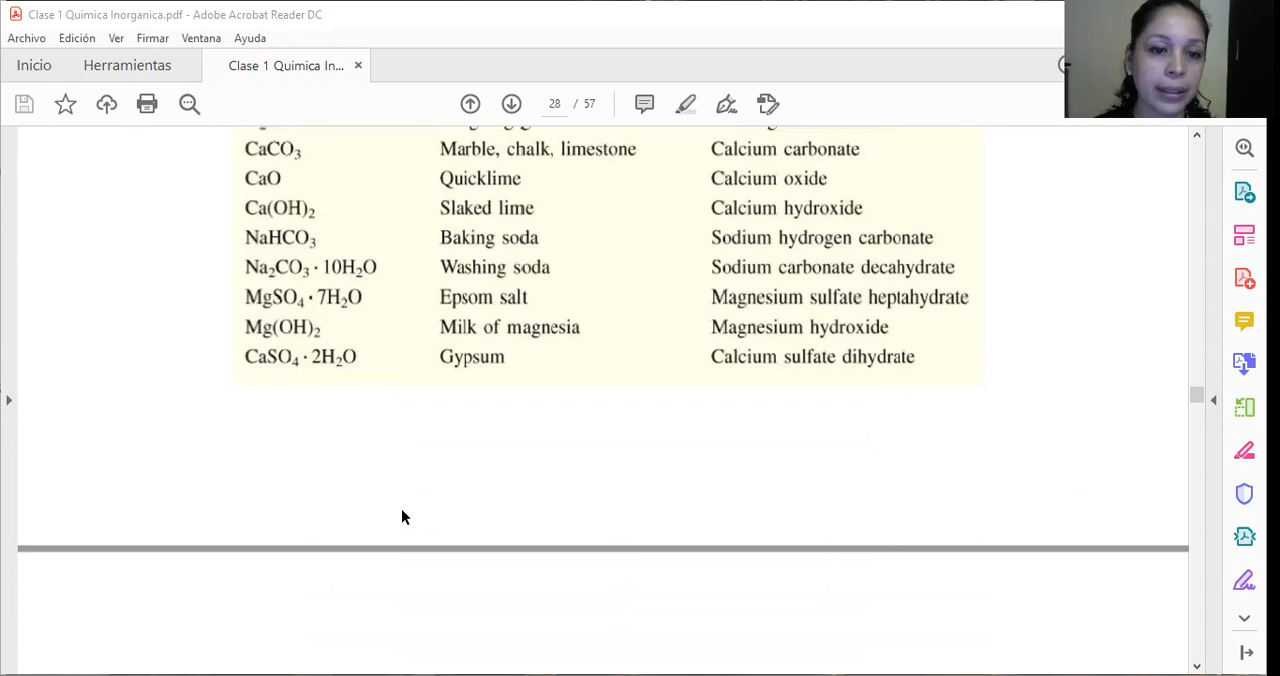 Clase 1 Quimica Inorganica.pdf - Adobe Acrobat Reader DC
Archivo Edición Ver Firmar Ventana Ayuda
Inicio Herramientas Clase 1 Quimica In... ×
28 / 57
CaCO₃ Marble, chalk, limestone Calcium carbonate
CaO Quicklime Calcium oxide
Ca(OH)₂ Slaked lime Calcium hydroxide
NaHCO₃ Baking soda Sodium hydrogen carbonate
Na₂CO₃ · 10H₂O Washing soda Sodium carbonate decahydrate
MgSO₄ · 7H₂O Epsom salt Magnesium sulfate heptahydrate
Mg(OH)₂ Milk of magnesia Magnesium hydroxide
CaSO₄ · 2H₂O Gypsum Calcium sulfate dihydrate